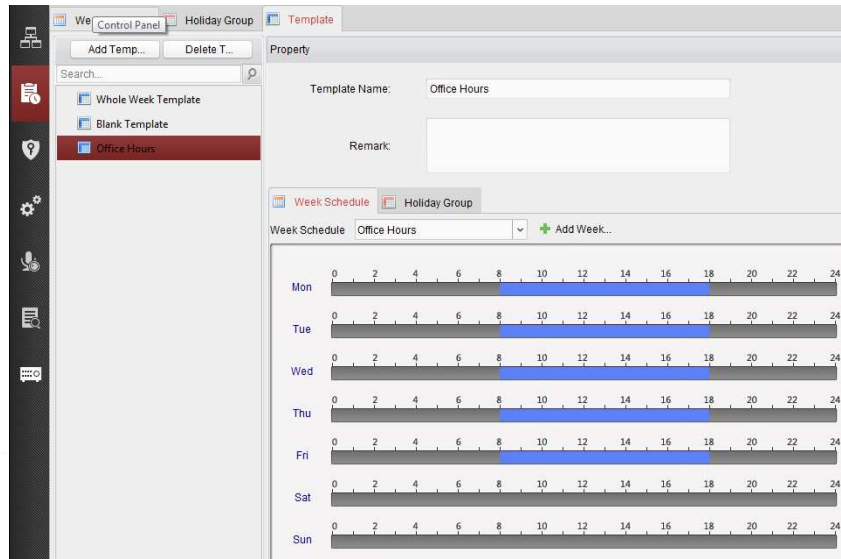 We
Control Panel
Holiday Group
Template
Add Temp...
Delete T...
Property
Search...
Whole Week Template
Blank Template
Office Hours
Template Name:
Office Hours
Remark:
Week Schedule
Holiday Group
Week Schedule
Office Hours
Add Week...
0 2 4 6 8 10 12 14 16 18 20 22 24
Mon
0 2 4 6 8 10 12 14 16 18 20 22 24
Tue
0 2 4 6 8 10 12 14 16 18 20 22 24
Wed
0 2 4 6 8 10 12 14 16 18 20 22 24
Thu
0 2 4 6 8 10 12 14 16 18 20 22 24
Fri
0 2 4 6 8 10 12 14 16 18 20 22 24
Sat
0 2 4 6 8 10 12 14 16 18 20 22 24
Sun